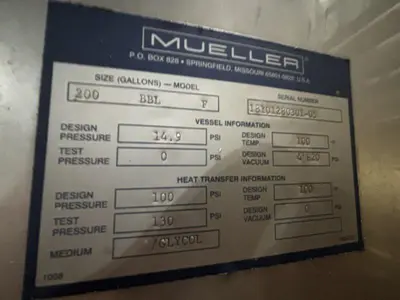 MUELLER
P.O. BOX 828 • SPRINGFIELD, MISSOURI U.S.A.
SIZE (GALLONS) — MODEL
SERIAL NUMBER
200 BBL F
VESSEL INFORMATION
DESIGN PRESSURE 14.9 PSI DESIGN TEMP 100 °F
TEST PRESSURE 0 PSI DESIGN VACUUM
HEAT TRANSFER INFORMATION
DESIGN PRESSURE 100 PSI DESIGN TEMP 100 °F
TEST PRESSURE 130 PSI DESIGN VACUUM 0 PSI
MEDIUM /GLYCOL